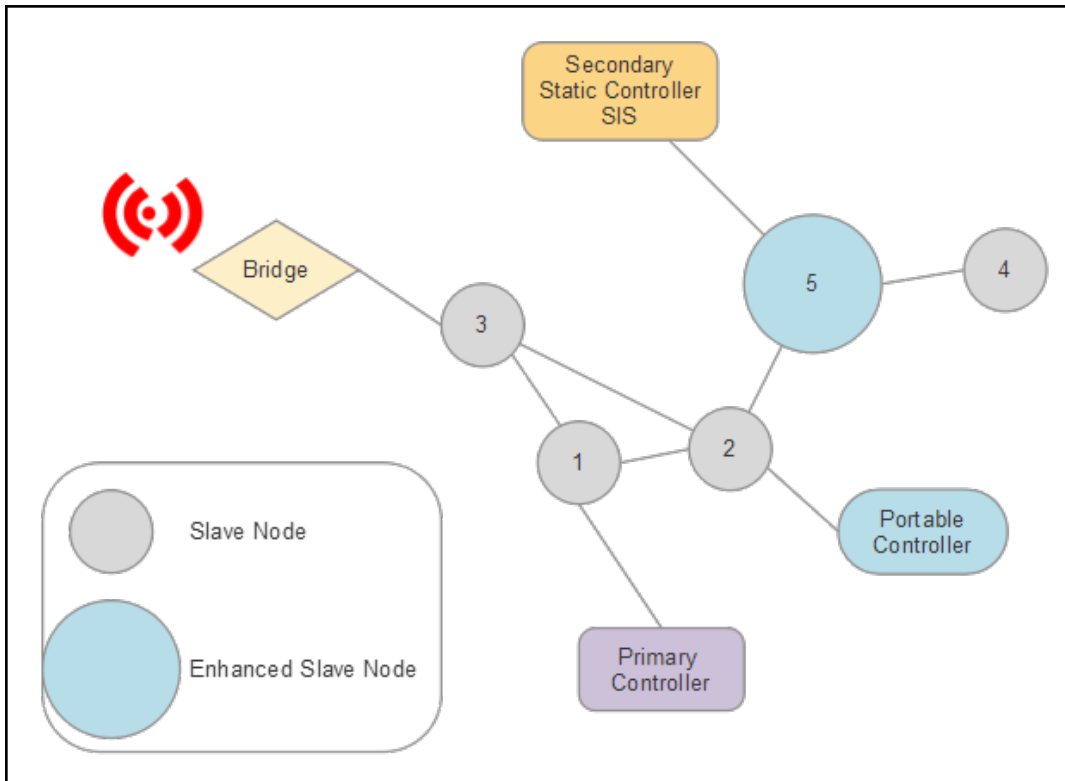 Secondary
Static Controller
SIS
Bridge
5
4
3
2
1
Portable
Controller
Slave Node
Enhanced Slave Node
Primary
Controller